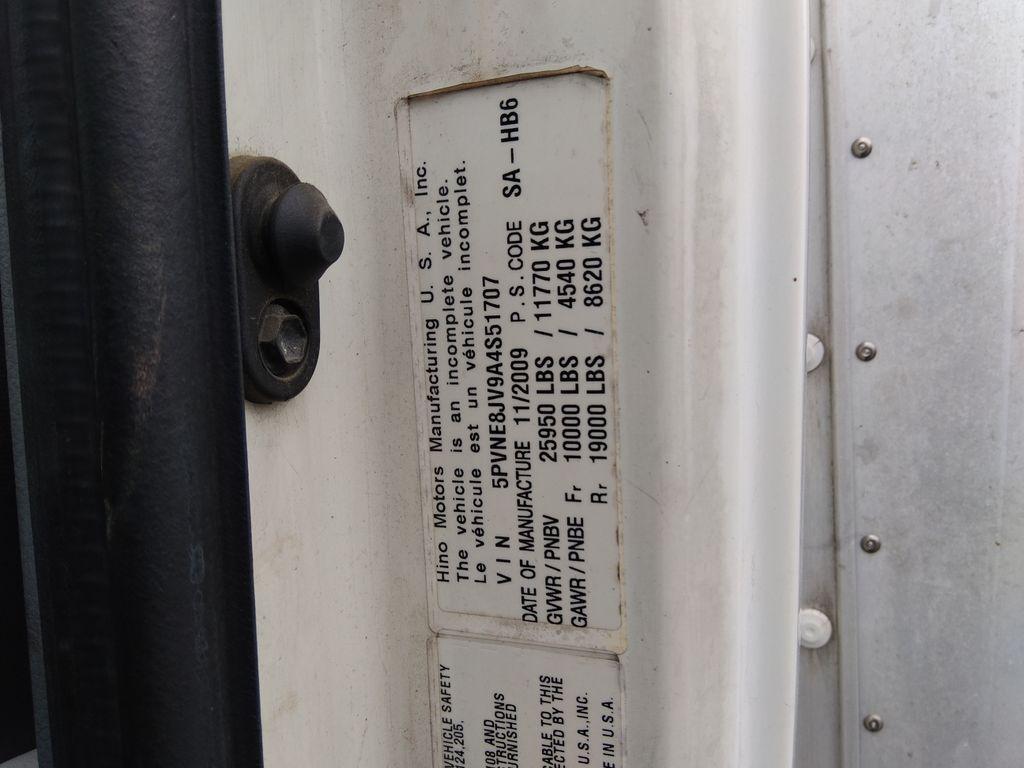 Hino Motors Manufacturing U. S. A., Inc.
The vehicle is an incomplete vehicle.
Le véhicule est un véhicule incomplet.
VIN 5PVNE8JV9A4S51707
DATE OF MANUFACTURE 11/2009 P.S. CODE SA-HB6
GVWR/PNBV 25950 LBS / 11770 KG
GAWR/PNBE Fr 10000 LBS / 4540 KG
Rr 19000 LBS / 8620 KG
VEHICLE SAFETY
124, 205,
108 AND
TRUCTIONS
URNISHED
CABLE TO THIS
ECTED BY THE
U.S.A., INC.
E IN U.S.A.